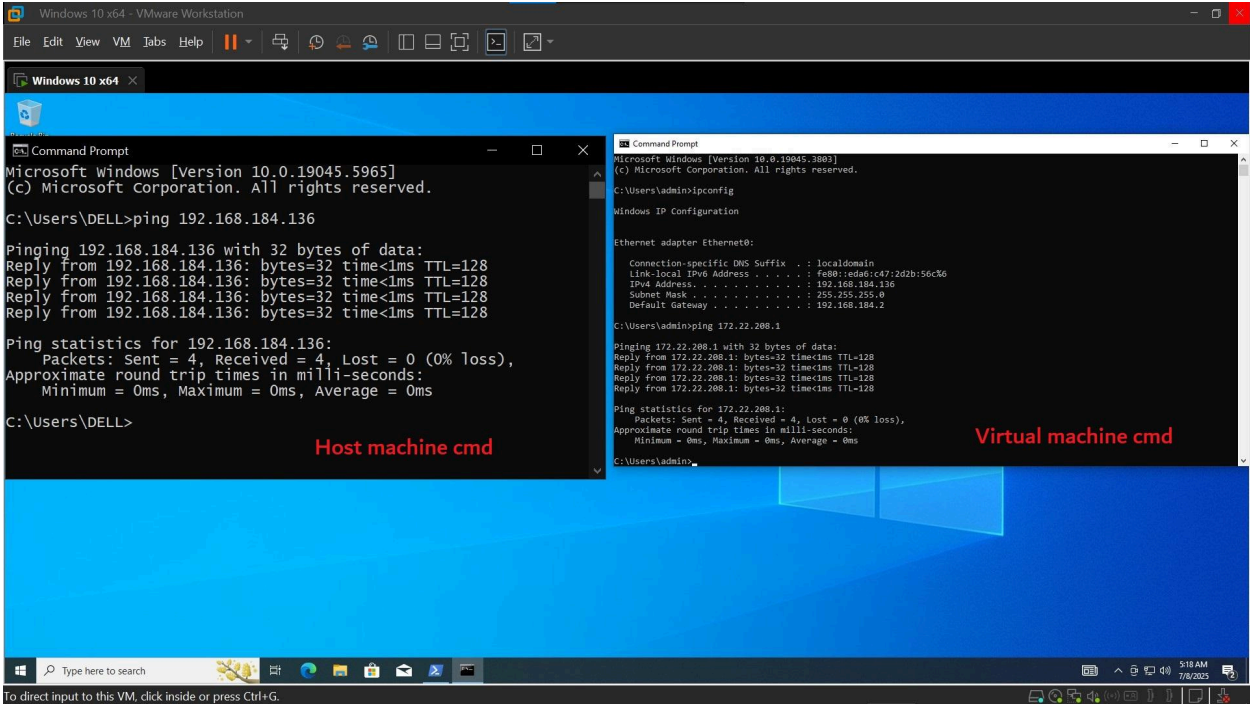 Windows 10 x64 - VMware Workstation
File Edit View VM Tabs Help
Windows 10 x64
Command Prompt
Microsoft Windows [Version 10.0.19045.5965]
(c) Microsoft Corporation. All rights reserved.
C:\Users\DELL>ping 192.168.184.136
Pinging 192.168.184.136 with 32 bytes of data:
Reply from 192.168.184.136: bytes=32 time<1ms TTL=128
Reply from 192.168.184.136: bytes=32 time<1ms TTL=128
Reply from 192.168.184.136: bytes=32 time<1ms TTL=128
Reply from 192.168.184.136: bytes=32 time<1ms TTL=128
Ping statistics for 192.168.184.136:
Packets: Sent = 4, Received = 4, Lost = 0 (0% loss),
Approximate round trip times in milli-seconds:
Minimum = 0ms, Maximum = 0ms, Average = 0ms
C:\Users\DELL>
Host machine cmd
Command Prompt
Microsoft Windows [Version 10.0.19045.3803]
(c) Microsoft Corporation. All rights reserved.
C:\Users\admin>ipconfig
Windows IP Configuration
Ethernet adapter Ethernet0:
Connection-specific DNS Suffix . : localdomain
Link-local IPv6 Address . . . . . : fe80::eda6:c47:2d2b:56c%6
IPv4 Address. . . . . . . . . . . : 192.168.184.136
Subnet Mask . . . . . . . . . . . : 255.255.255.0
Default Gateway . . . . . . . . . : 192.168.184.2
C:\Users\admin>ping 172.22.208.1
Pinging 172.22.208.1 with 32 bytes of data:
Reply from 172.22.208.1: bytes=32 time<1ms TTL=128
Reply from 172.22.208.1: bytes=32 time<1ms TTL=128
Reply from 172.22.208.1: bytes=32 time<1ms TTL=128
Reply from 172.22.208.1: bytes=32 time<1ms TTL=128
Ping statistics for 172.22.208.1:
Packets: Sent = 4, Received = 4, Lost = 0 (0% loss),
Approximate round trip times in milli-seconds:
Minimum = 0ms, Maximum = 0ms, Average = 0ms
C:\Users\admin>
Virtual machine cmd
Type here to search
5:18 AM
7/8/2025
2
To direct input to this VM, click inside or press Ctrl+G.